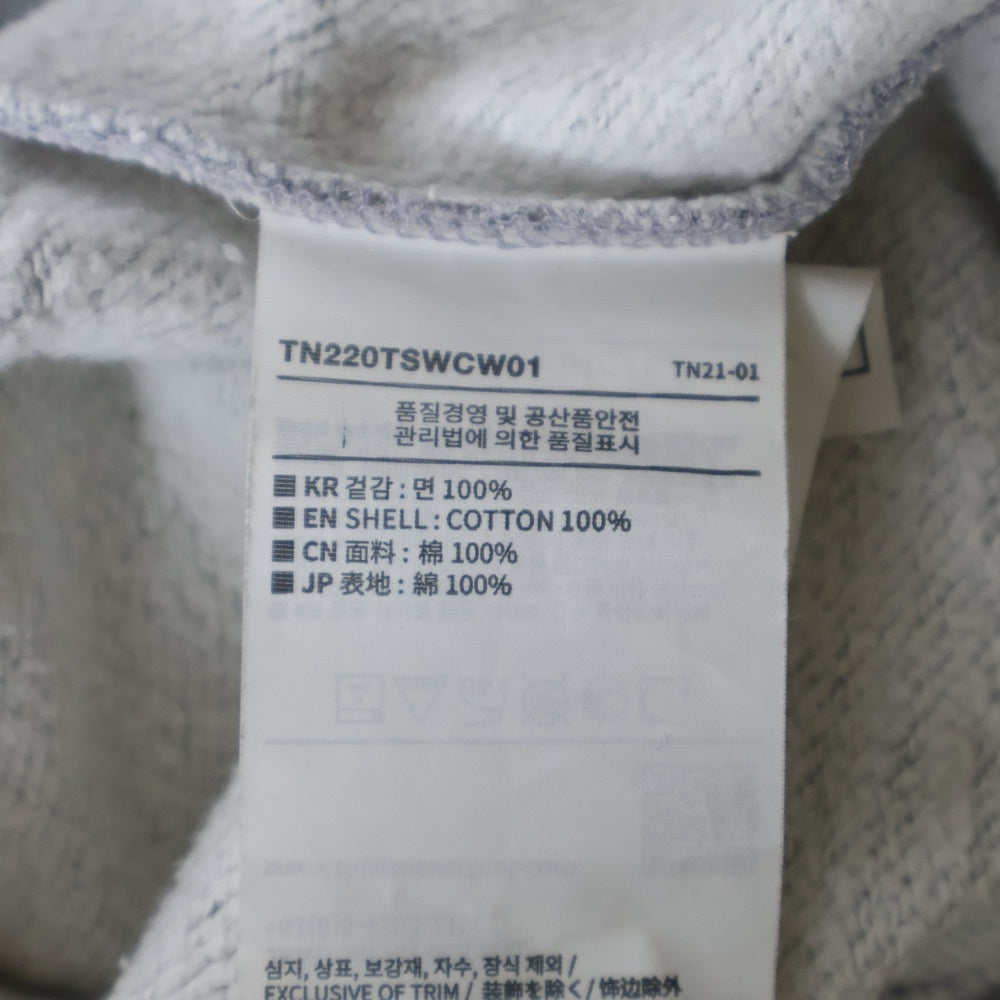 TN220TSWCW01 TN21-01
품질경영 및 공산품안전
관리법에 의한 품질표시
KR 겉감 : 면 100%
EN SHELL : COTTON 100%
CN 面料 : 棉 100%
JP 表地 : 綿 100%
심지, 상표, 보강재, 자수, 장식 제외 /
EXCLUSIVE OF TRIM / 装飾を除く / 饰边除外